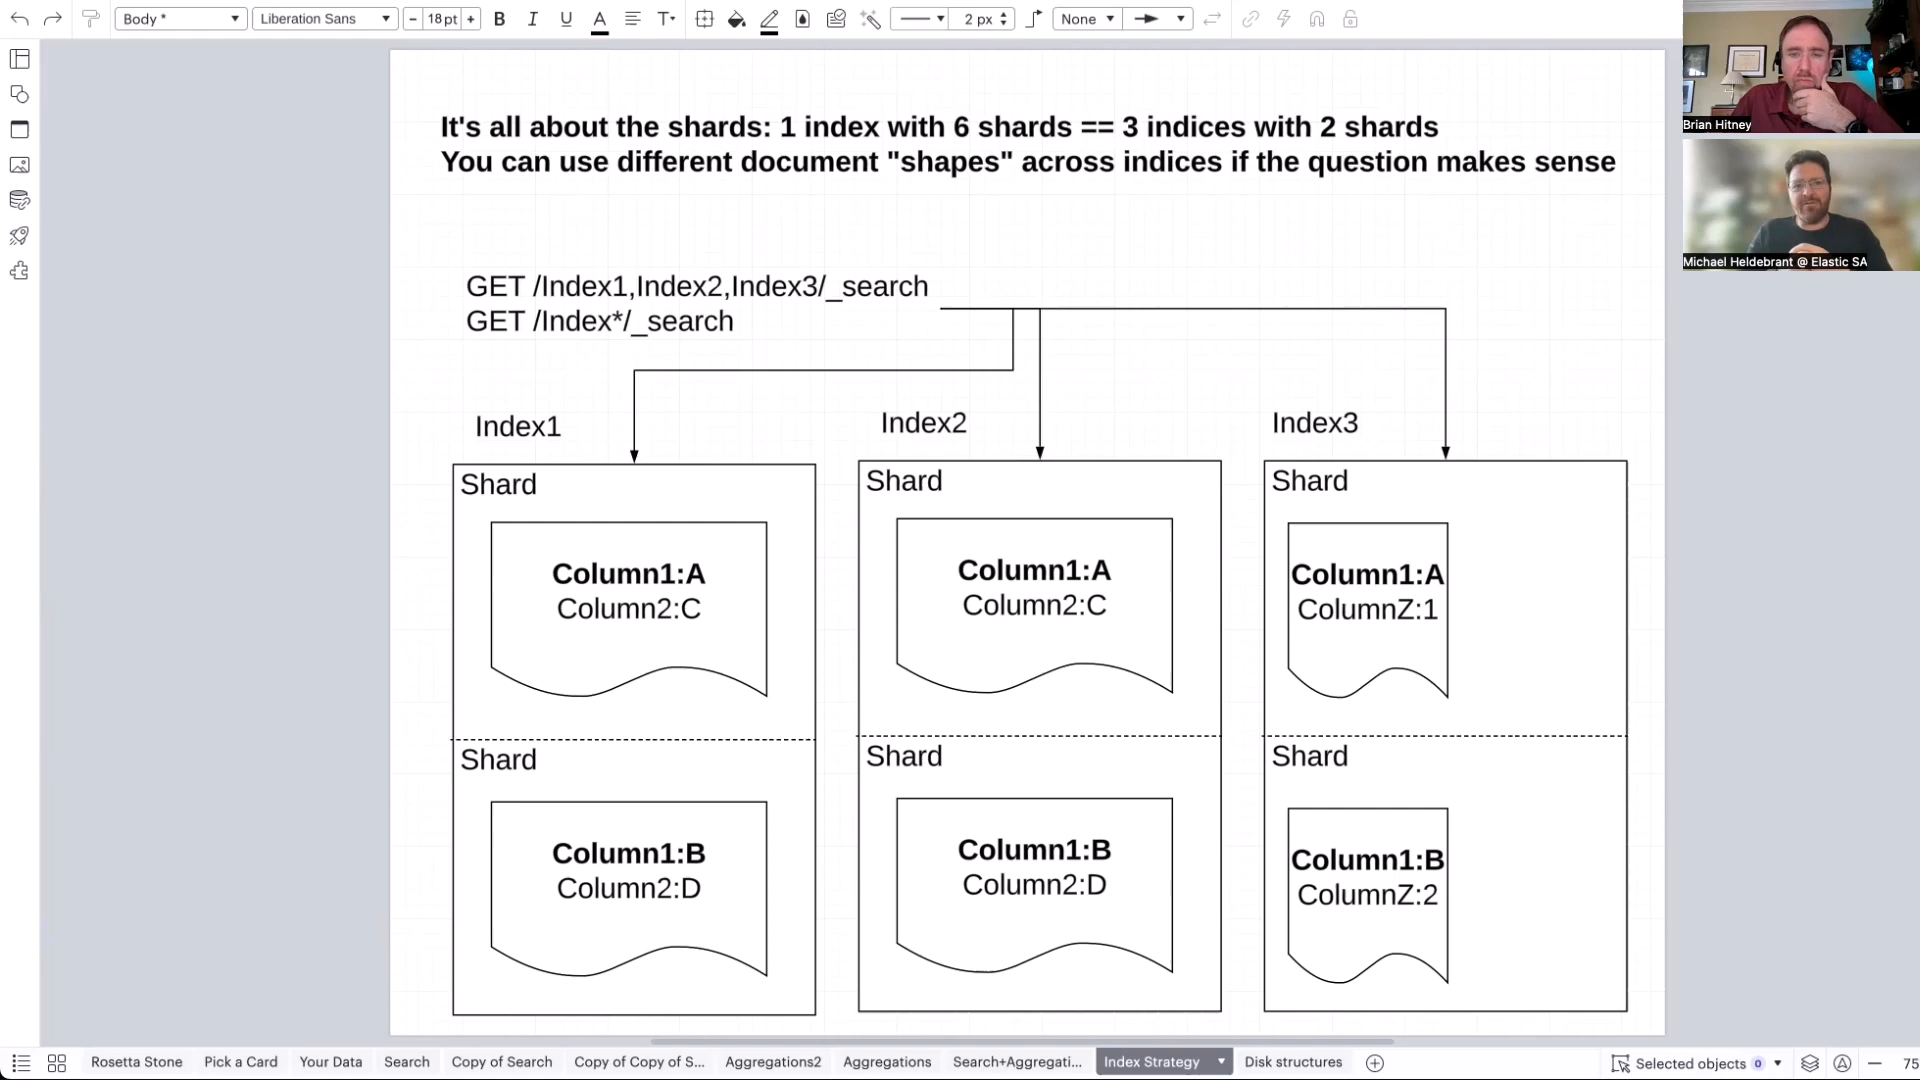 Body *
Liberation Sans
18 pt
B I U A T
2 px
None
Brian Hitney
Michael Heldebrant @ Elastic SA
It's all about the shards: 1 index with 6 shards == 3 indices with 2 shards
You can use different document "shapes" across indices if the question makes sense
GET /Index1,Index2,Index3/_search
GET /Index*/_search
Index1
Index2
Index3
Shard
Column1:A
Column2:C
Shard
Column1:A
Column2:C
Shard
Column1:A
ColumnZ:1
Shard
Column1:B
Column2:D
Shard
Column1:B
Column2:D
Shard
Column1:B
ColumnZ:2
Rosetta Stone
Pick a Card
Your Data
Search
Copy of Search
Copy of Copy of S...
Aggregations2
Aggregations
Search+Aggregati...
Index Strategy
Disk structures
Selected objects 0
75